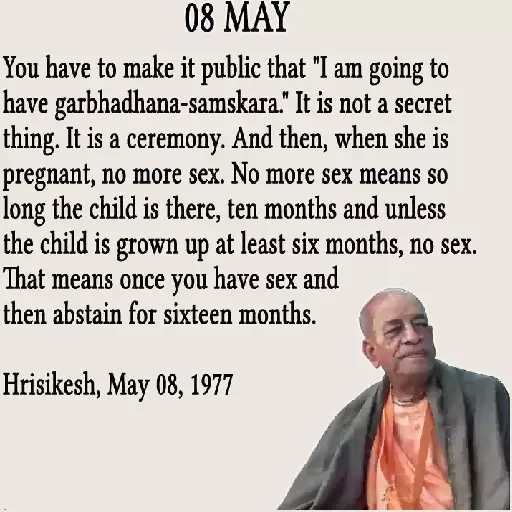 08 MAY
You have to make it public that "I am going to
have garbhadhana-samskara." It is not a secret
thing. It is a ceremony. And then, when she is
pregnant, no more sex. No more sex means so
long the child is there, ten months and unless
the child is grown up at least six months, no sex.
That means once you have sex and
then abstain for sixteen months.
Hrisikesh, May 08, 1977